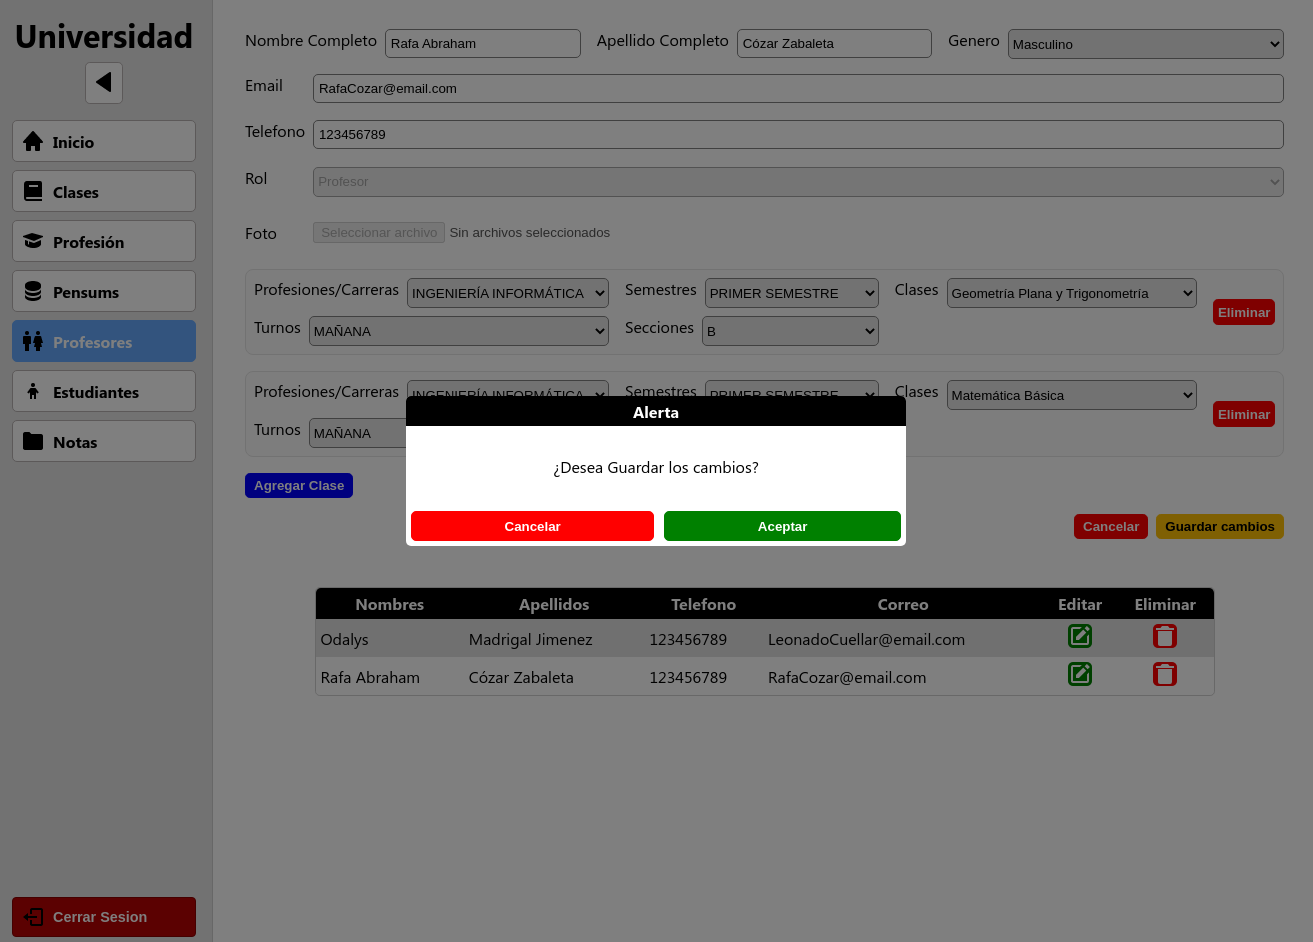 Universidad
Inicio
Clases
Profesión
Pensums
Profesores
Estudiantes
Notas
Cerrar Sesion
Nombre Completo Rafa Abraham Apellido Completo Cózar Zabaleta Genero Masculino
Email RafaCozar@email.com
Telefono 123456789
Rol Profesor
Foto Seleccionar archivo Sin archivos seleccionados
Profesiones/Carreras INGENIERÍA INFORMÁTICA Semestres PRIMER SEMESTRE Clases Geometría Plana y Trigonometría
Eliminar
Turnos MAÑANA Secciones B
Profesiones/Carreras INGENIERÍA INFORMÁTICA Semestres PRIMER SEMESTRE Clases Matemática Básica
Eliminar
Turnos MAÑANA
Alerta
¿Desea Guardar los cambios?
Cancelar Aceptar
Agregar Clase
Cancelar Guardar cambios
Nombres Apellidos Telefono Correo Editar Eliminar
Odalys Madrigal Jimenez 123456789 LeonadoCuellar@email.com
Rafa Abraham Cózar Zabaleta 123456789 RafaCozar@email.com